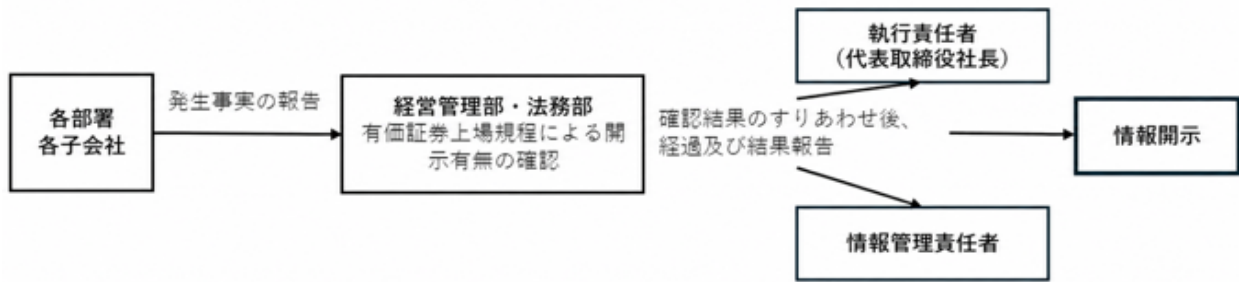 各部署
各子会社
発生事実の報告
経営管理部・法務部
有価証券上場規程による開
示有無の確認
執行責任者
（代表取締役社長）
確認結果のすりあわせ後、
経過及び結果報告
情報管理責任者
情報開示